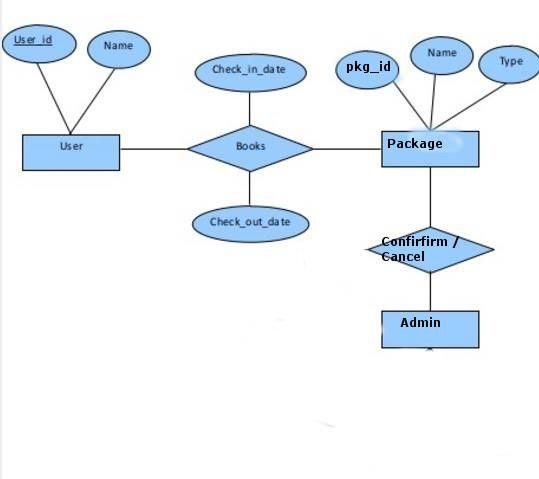 User_id
Name
Check_in_date
pkg_id
Name
Type
User
Books
Package
Check_out_date
Confirfirm /
Cancel
Admin